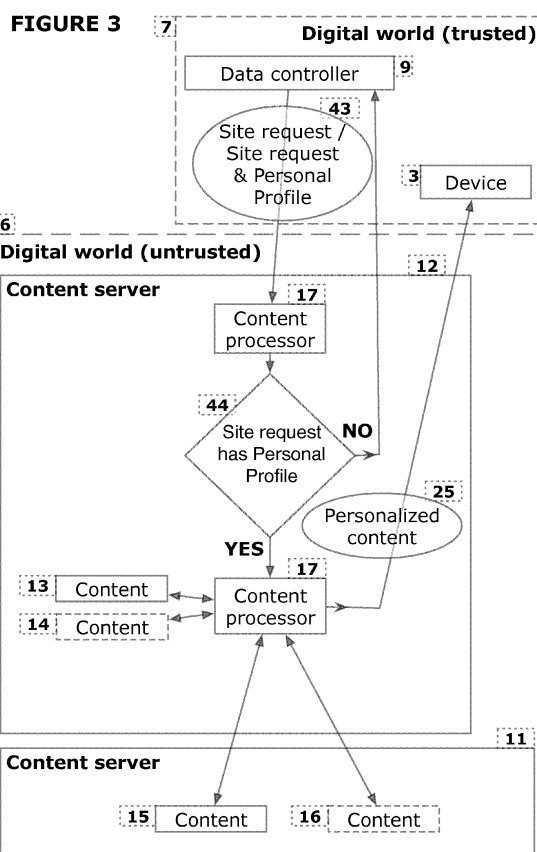 FIGURE 3
7
Digital world (trusted)
Data controller
9
43
Site request /
Site request
& Personal
Profile
3
Device
6
Digital world (untrusted)
12
Content server
17
Content
processor
44
Site request
has Personal
Profile
NO
25
Personalized
content
YES
17
13
Content
Content
processor
14
Content
11
Content server
15
Content
16
Content